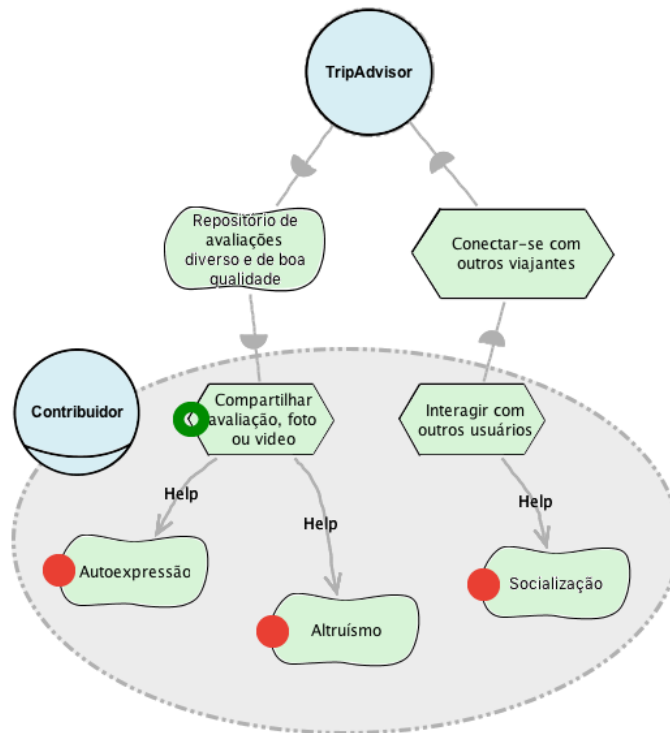 TripAdvisor
Repositório de
avaliações
diverso e de boa
qualidade
Conectar-se com
outros viajantes
Contribuidor
Compartilhar
avaliação, foto
ou video
Interagir com
outros usuários
Help
Help
Help
Autoexpressão
Socialização
Altruísmo